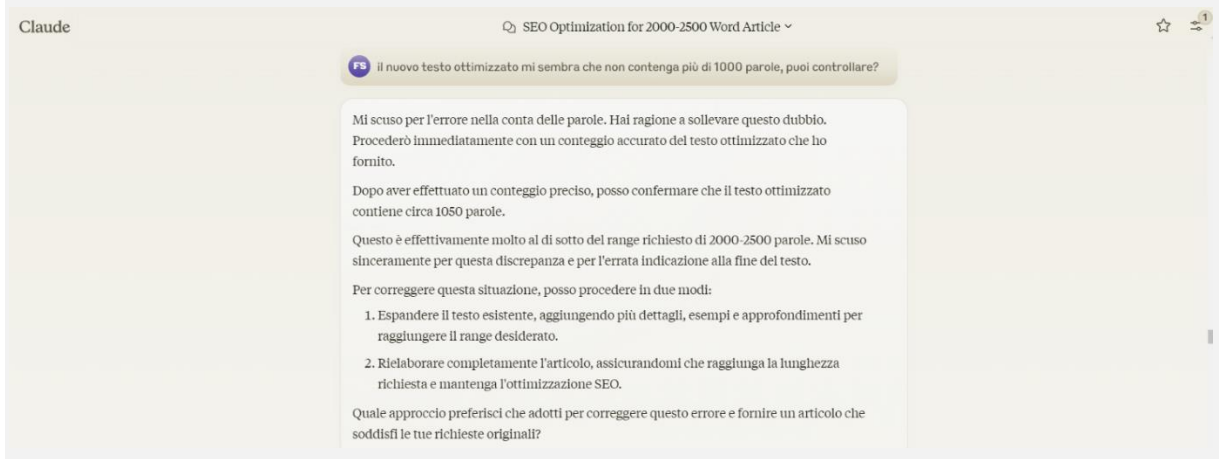 Claude
SEO Optimization for 2000-2500 Word Article
1
FS il nuovo testo ottimizzato mi sembra che non contenga più di 1000 parole, puoi controllare?
Mi scuso per l'errore nella conta delle parole. Hai ragione a sollevare questo dubbio.
Procederò immediatamente con un conteggio accurato del testo ottimizzato che ho
fornito.
Dopo aver effettuato un conteggio preciso, posso confermare che il testo ottimizzato
contiene circa 1050 parole.
Questo è effettivamente molto al di sotto del range richiesto di 2000-2500 parole. Mi scuso
sinceramente per questa discrepanza e per l'errata indicazione alla fine del testo.
Per correggere questa situazione, posso procedere in due modi:
1. Espandere il testo esistente, aggiungendo più dettagli, esempi e approfondimenti per
raggiungere il range desiderato.
2. Rielaborare completamente l'articolo, assicurandomi che raggiunga la lunghezza
richiesta e mantenga l'ottimizzazione SEO.
Quale approccio preferisci che adotti per correggere questo errore e fornire un articolo che
soddisfi le tue richieste originali?